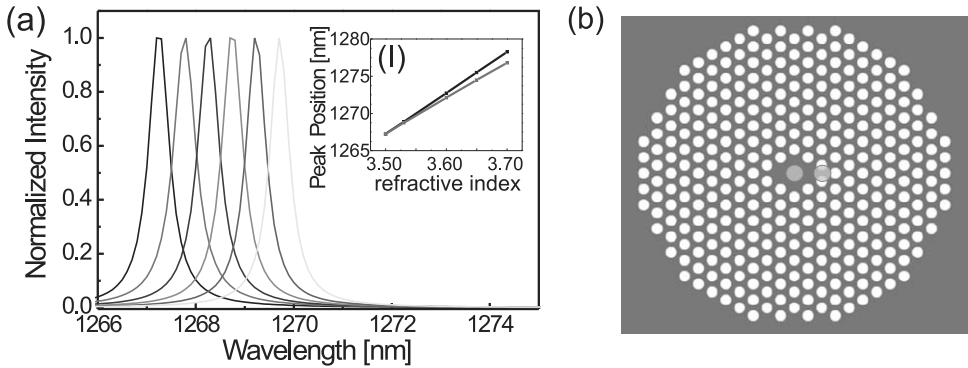 (a)
Normalized Intensity
1.0
0.8
0.6
0.4
0.2
0.0
1266
1268
1270
1272
1274
Wavelength [nm]
(I)
Peak Position [nm]
1280
1275
1270
1265
3.50
3.60
3.70
refractive index
(b)